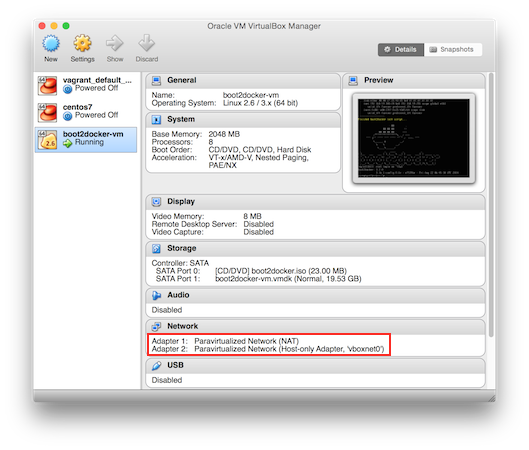 Oracle VM VirtualBox Manager
New
Settings
Show
Discard
Details
Snapshots
64
vagrant_default_...
Powered Off
64
centos7
Powered Off
64
2.6
boot2docker-vm
Running
General
Name: boot2docker-vm
Operating System: Linux 2.6 / 3.x (64 bit)
System
Base Memory: 2048 MB
Processors: 8
Boot Order: CD/DVD, CD/DVD, Hard Disk
Acceleration: VT-x/AMD-V, Nested Paging,
PAE/NX
Preview
Display
Video Memory: 8 MB
Remote Desktop Server: Disabled
Video Capture: Disabled
Storage
Controller: SATA
SATA Port 0: [CD/DVD] boot2docker.iso (23.00 MB)
SATA Port 1: boot2docker-vm.vmdk (Normal, 19.53 GB)
Audio
Disabled
Network
Adapter 1: Paravirtualized Network (NAT)
Adapter 2: Paravirtualized Network (Host-only Adapter, 'vboxnet0')
USB
Disabled